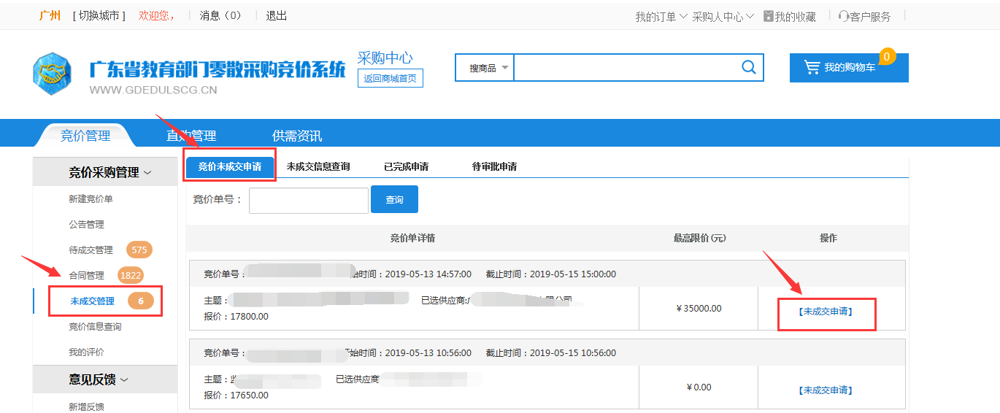 广州 [ 切换城市 ] 欢迎您， 消息（0） 退出 我的订单 采购人中心 我的收藏 客户服务
广东省教育部门零散采购竞价系统
WWW.GDEDULSCG.CN
采购中心
返回商城首页
搜商品
我的购物车 0
竞价管理 直购管理 供需资讯
竞价采购管理
新建竞价单
公告管理
待成交管理 575
合同管理 1822
未成交管理 6
竞价信息查询
我的评价
意见反馈
新增反馈
竞价未成交申请 未成交信息查询 已完成申请 待审批申请
竞价单号： 查询
竞价单详情 最高限价(元) 操作
竞价单号： 始时间：2019-05-13 14:57:00 截止时间：2019-05-15 15:00:00
主题： 已选供应商: 限公司
报价：17800.00
￥35000.00
【未成交申请】
竞价单号： 始时间：2019-05-13 10:56:00 截止时间：2019-05-15 10:56:00
主题： 已选供应商
报价：17650.00
￥0.00
【未成交申请】